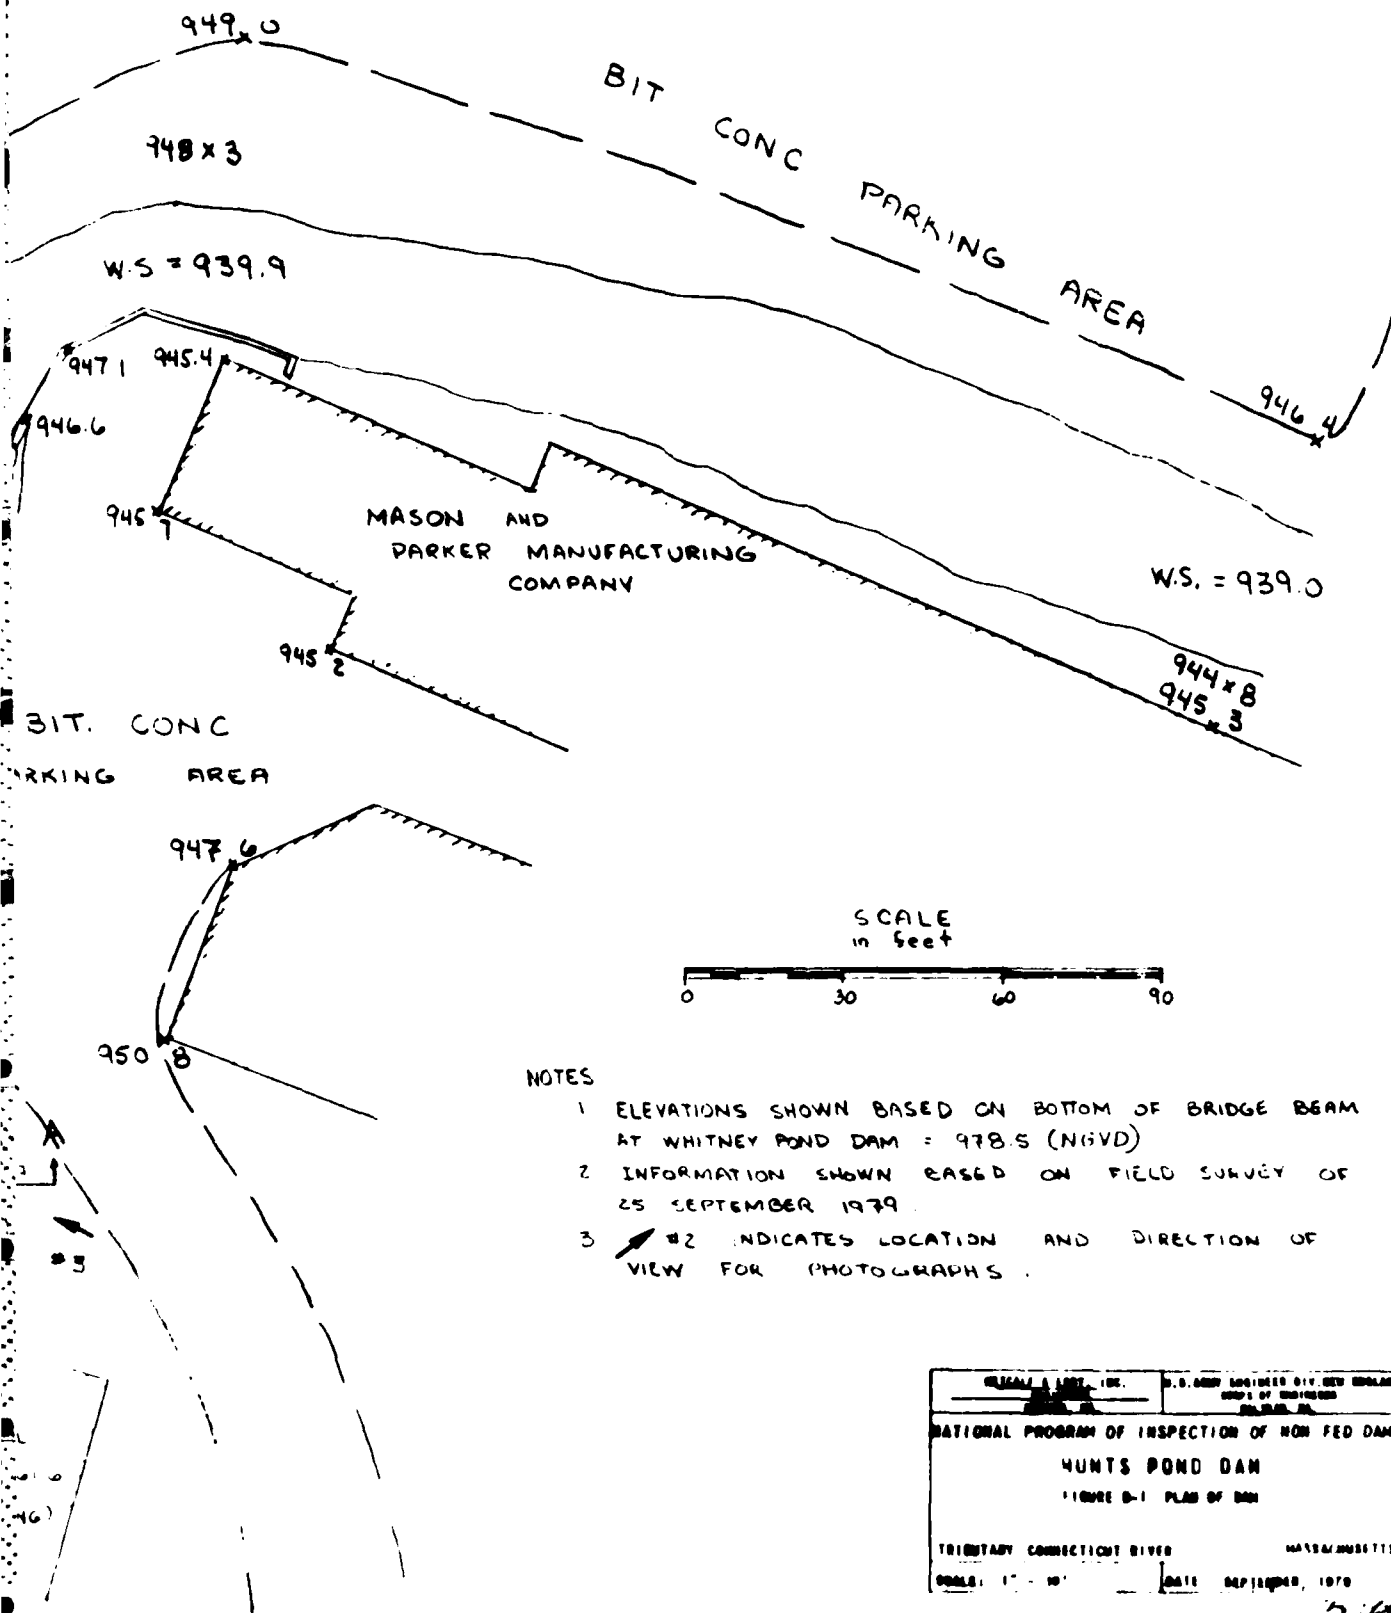 949.0
BIT CONC PARKING AREA
948 x 3
W.S = 939.9
947 1
945.4
946.6
946.4
945 9
MASON AND
PARKER MANUFACTURING
COMPANY
W.S. = 939.0
945 2
944 x 8
945 3
BIT. CONC
AREA
947 6
SCALE
in feet
0 30 60 90
950 8
NOTES
1 ELEVATIONS SHOWN BASED ON BOTTOM OF BRIDGE BEAM
AT WHITNEY POND DAM = 978.5 (NGVD)
2 INFORMATION SHOWN BASED ON FIELD SURVEY OF
25 SEPTEMBER 1979
3 #2 INDICATES LOCATION AND DIRECTION OF
VIEW FOR PHOTOGRAPHS.
NATIONAL PROGRAM OF INSPECTION OF NON FED DAM
HUNTS POND DAM
FIGURE B-1 PLAN OF DAM
TRIBUTARY CONNECTICUT RIVER MASSACHUSETTS
DATE SEPTEMBER, 1979